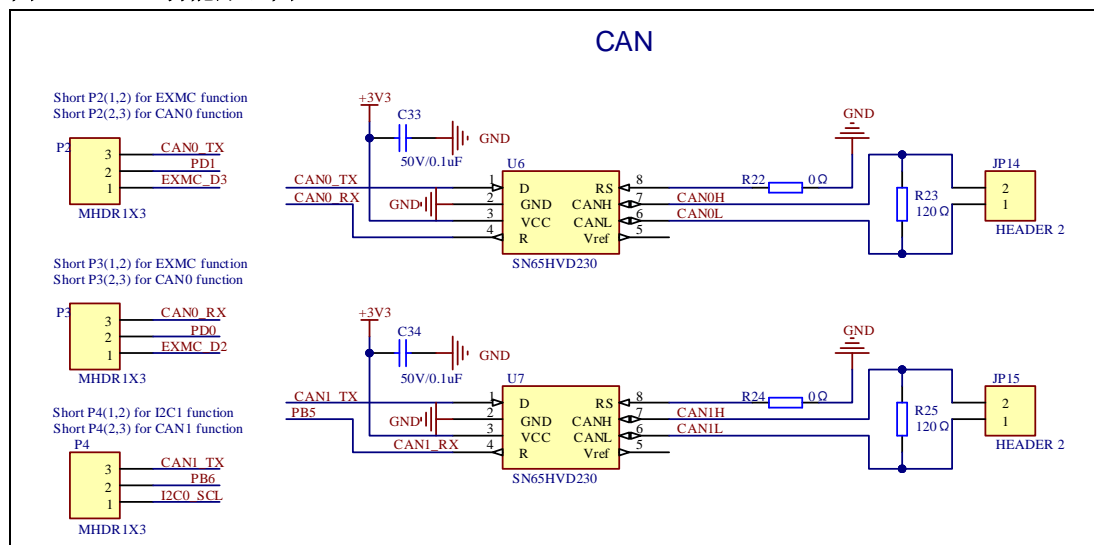 CAN
Short P2(1,2) for EXMC function
Short P2(2,3) for CAN0 function
P2
3 CAN0_TX
2 PD1
1 EXMC_D3
MHDR1X3
+3V3
C33
50V/0.1uF
GND
U6
CAN0_TX
CAN0_RX
GND
1 D
2 GND
3 VCC
4 R
RS 8
CANH 7
CANL 6
Vref 5
SN65HVD230
CAN0H
CAN0L
R22 0Ω
GND
R23
120Ω
JP14
2
1
HEADER 2
Short P3(1,2) for EXMC function
Short P3(2,3) for CAN0 function
P3
3 CAN0_RX
2 PD0
1 EXMC_D2
MHDR1X3
+3V3
C34
50V/0.1uF
GND
U7
CAN1_TX
PB5
GND
CAN1_RX
1 D
2 GND
3 VCC
4 R
RS 8
CANH 7
CANL 6
Vref 5
SN65HVD230
CAN1H
CAN1L
R24 0Ω
GND
R25
120Ω
JP15
2
1
HEADER 2
Short P4(1,2) for I2C1 function
Short P4(2,3) for CAN1 function
P4
3 CAN1_TX
2 PB6
1 I2C0_SCL
MHDR1X3